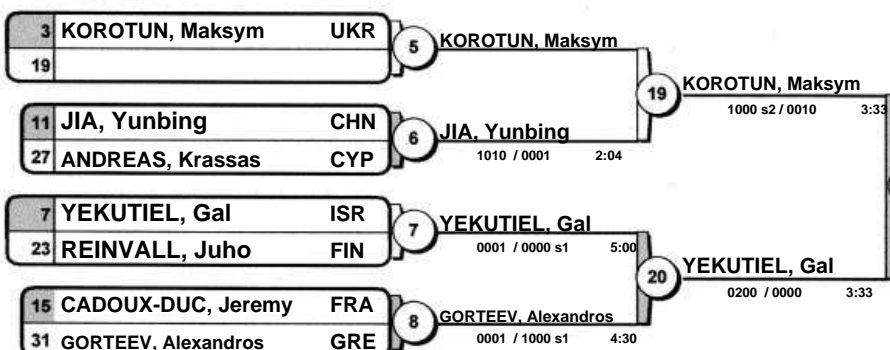 3 KOROTUN, Maksym UKR
19
5
KOROTUN, Maksym
19
KOROTUN, Maksym
1000 s2 / 0010 3:33
11 JIA, Yunbing CHN
27 ANDREAS, Krassas CYP
6
JIA, Yunbing
1010 / 0001 2:04
7 YEKUTIEL, Gal ISR
23 REINVALL, Juho FIN
7
YEKUTIEL, Gal
0001 / 0000 s1 5:00
20
YEKUTIEL, Gal
0200 / 0000 3:33
15 CADOUX-DUC, Jeremy FRA
31 GORTEEV, Alexandros GRE
8
GORTEEV, Alexandros
0001 / 1000 s1 4:30